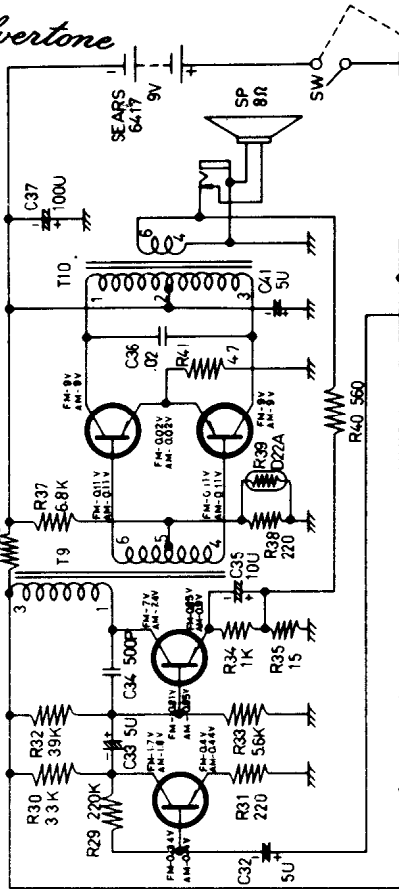 vertone
SEARS
6417
9V
-
+
SW
SP
8Ω
C37
100U
T10
6
4
1
2
3
C41
5U
C36
.02
R41
4.7
FM-9V
AM-9V
FM-0.02V
AM-0.02V
FM-9V
AM-9V
R40 560
R37
6.8K
FM-0.11V
AM-0.11V
FM-0.11V
AM-0.11V
R39
D22A
T9
6
5
4
R38
220
C35
10U
3
1
FM-7V
AM-7.4V
C34 500P
R34
1K
R35
15
R32
39K
C33 5U
R33
5.6K
R30
3.3K
R29 220K
FM-1.7V
AM-1.8V
FM-0.4V
AM-0.44V
R31
220
C32
5U